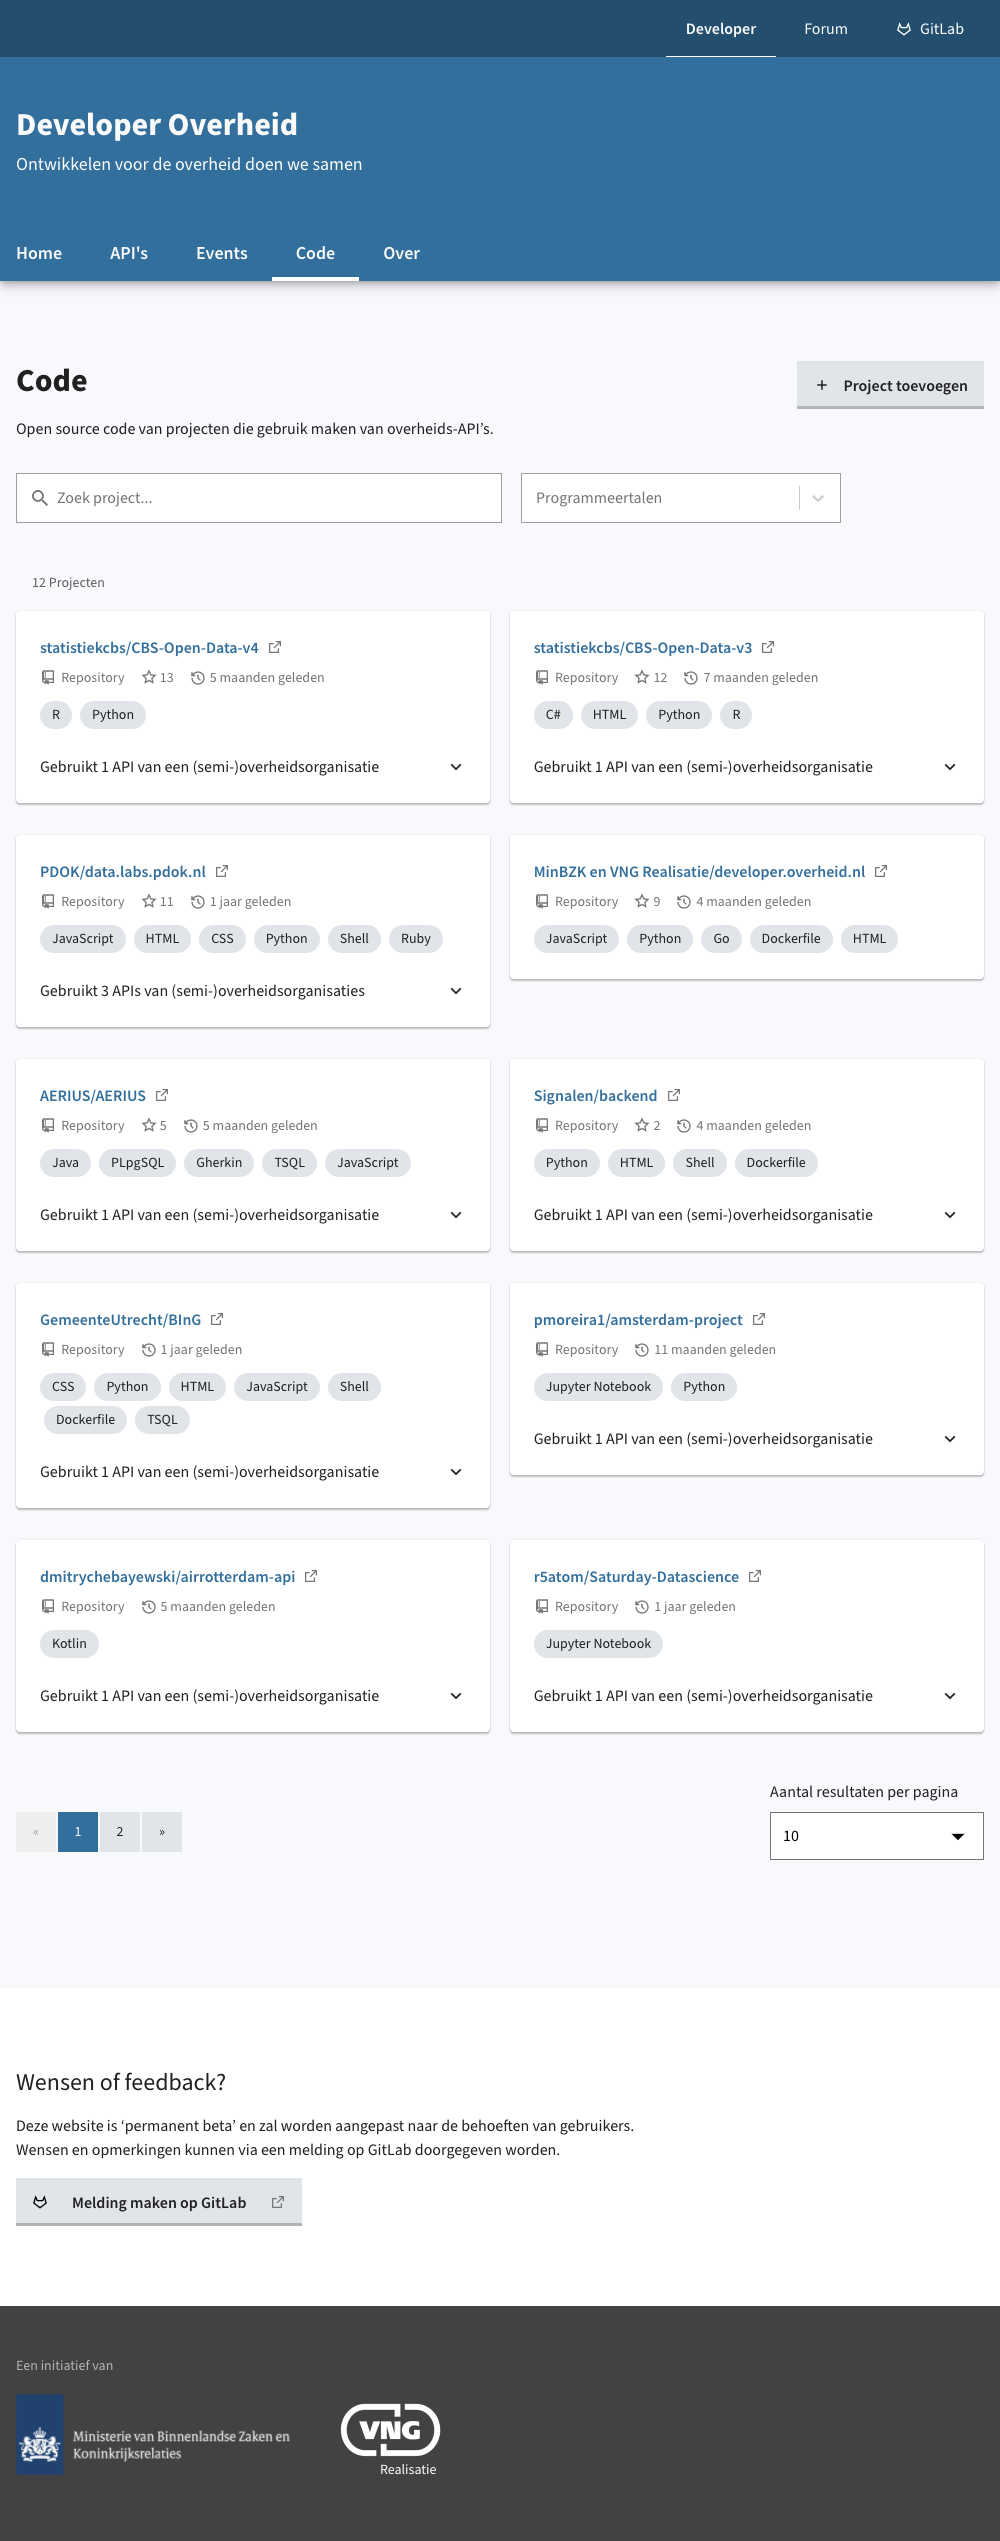 Developer Forum GitLab
Developer Overheid
Ontwikkelen voor de overheid doen we samen
Home API's Events Code Over
Code
Project toevoegen
Open source code van projecten die gebruik maken van overheids-API’s.
Zoek project...
Programmeertalen
12 Projecten
statistiekcbs/CBS-Open-Data-v4
Repository 13 5 maanden geleden
R Python
Gebruikt 1 API van een (semi-)overheidsorganisatie
statistiekcbs/CBS-Open-Data-v3
Repository 12 7 maanden geleden
C# HTML Python R
Gebruikt 1 API van een (semi-)overheidsorganisatie
PDOK/data.labs.pdok.nl
Repository 11 1 jaar geleden
JavaScript HTML CSS Python Shell Ruby
Gebruikt 3 APIs van (semi-)overheidsorganisaties
MinBZK en VNG Realisatie/developer.overheid.nl
Repository 9 4 maanden geleden
JavaScript Python Go Dockerfile HTML
AERIUS/AERIUS
Repository 5 5 maanden geleden
Java PLpgSQL Gherkin TSQL JavaScript
Gebruikt 1 API van een (semi-)overheidsorganisatie
Signalen/backend
Repository 2 4 maanden geleden
Python HTML Shell Dockerfile
Gebruikt 1 API van een (semi-)overheidsorganisatie
GemeenteUtrecht/BInG
Repository 1 jaar geleden
CSS Python HTML JavaScript Shell
Dockerfile TSQL
Gebruikt 1 API van een (semi-)overheidsorganisatie
pmoreira1/amsterdam-project
Repository 11 maanden geleden
Jupyter Notebook Python
Gebruikt 1 API van een (semi-)overheidsorganisatie
dmitrychebayewski/airrotterdam-api
Repository 5 maanden geleden
Kotlin
Gebruikt 1 API van een (semi-)overheidsorganisatie
r5atom/Saturday-Datascience
Repository 1 jaar geleden
Jupyter Notebook
Gebruikt 1 API van een (semi-)overheidsorganisatie
Aantal resultaten per pagina
« 1 2 »
10
Wensen of feedback?
Deze website is ‘permanent beta’ en zal worden aangepast naar de behoeften van gebruikers.
Wensen en opmerkingen kunnen via een melding op GitLab doorgegeven worden.
Melding maken op GitLab
Een initiatief van
Ministerie van Binnenlandse Zaken en
Koninkrijksrelaties
VNG
Realisatie